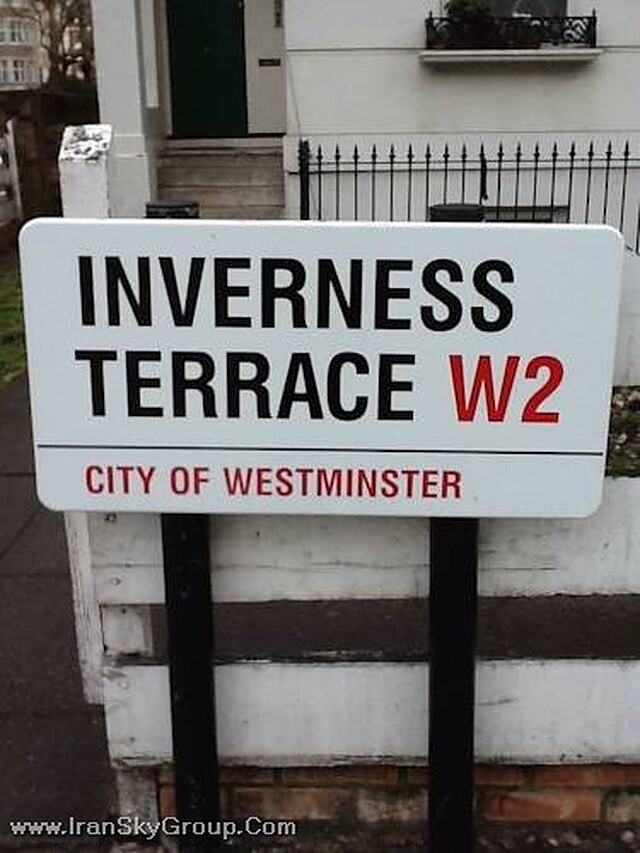 INVERNESS
TERRACE W2
CITY OF WESTMINSTER
www.IranSkyGroup.Com